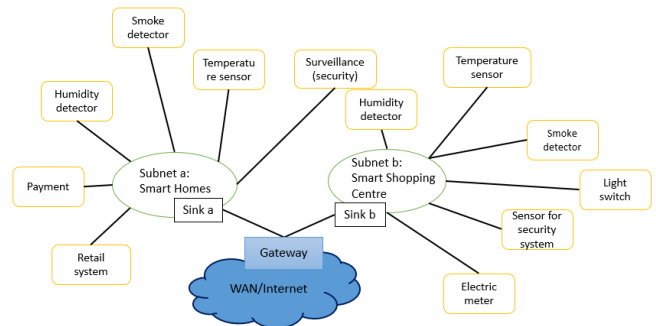 Smoke
detector
Temperatu
re sensor
Surveillance
(security)
Temperature
sensor
Humidity
detector
Humidity
detector
Smoke
detector
Payment
Subnet a:
Smart Homes
Sink a
Subnet b:
Smart Shopping
Centre
Sink b
Light
switch
Retail
system
Sensor for
security
system
Gateway
WAN/Internet
Electric
meter